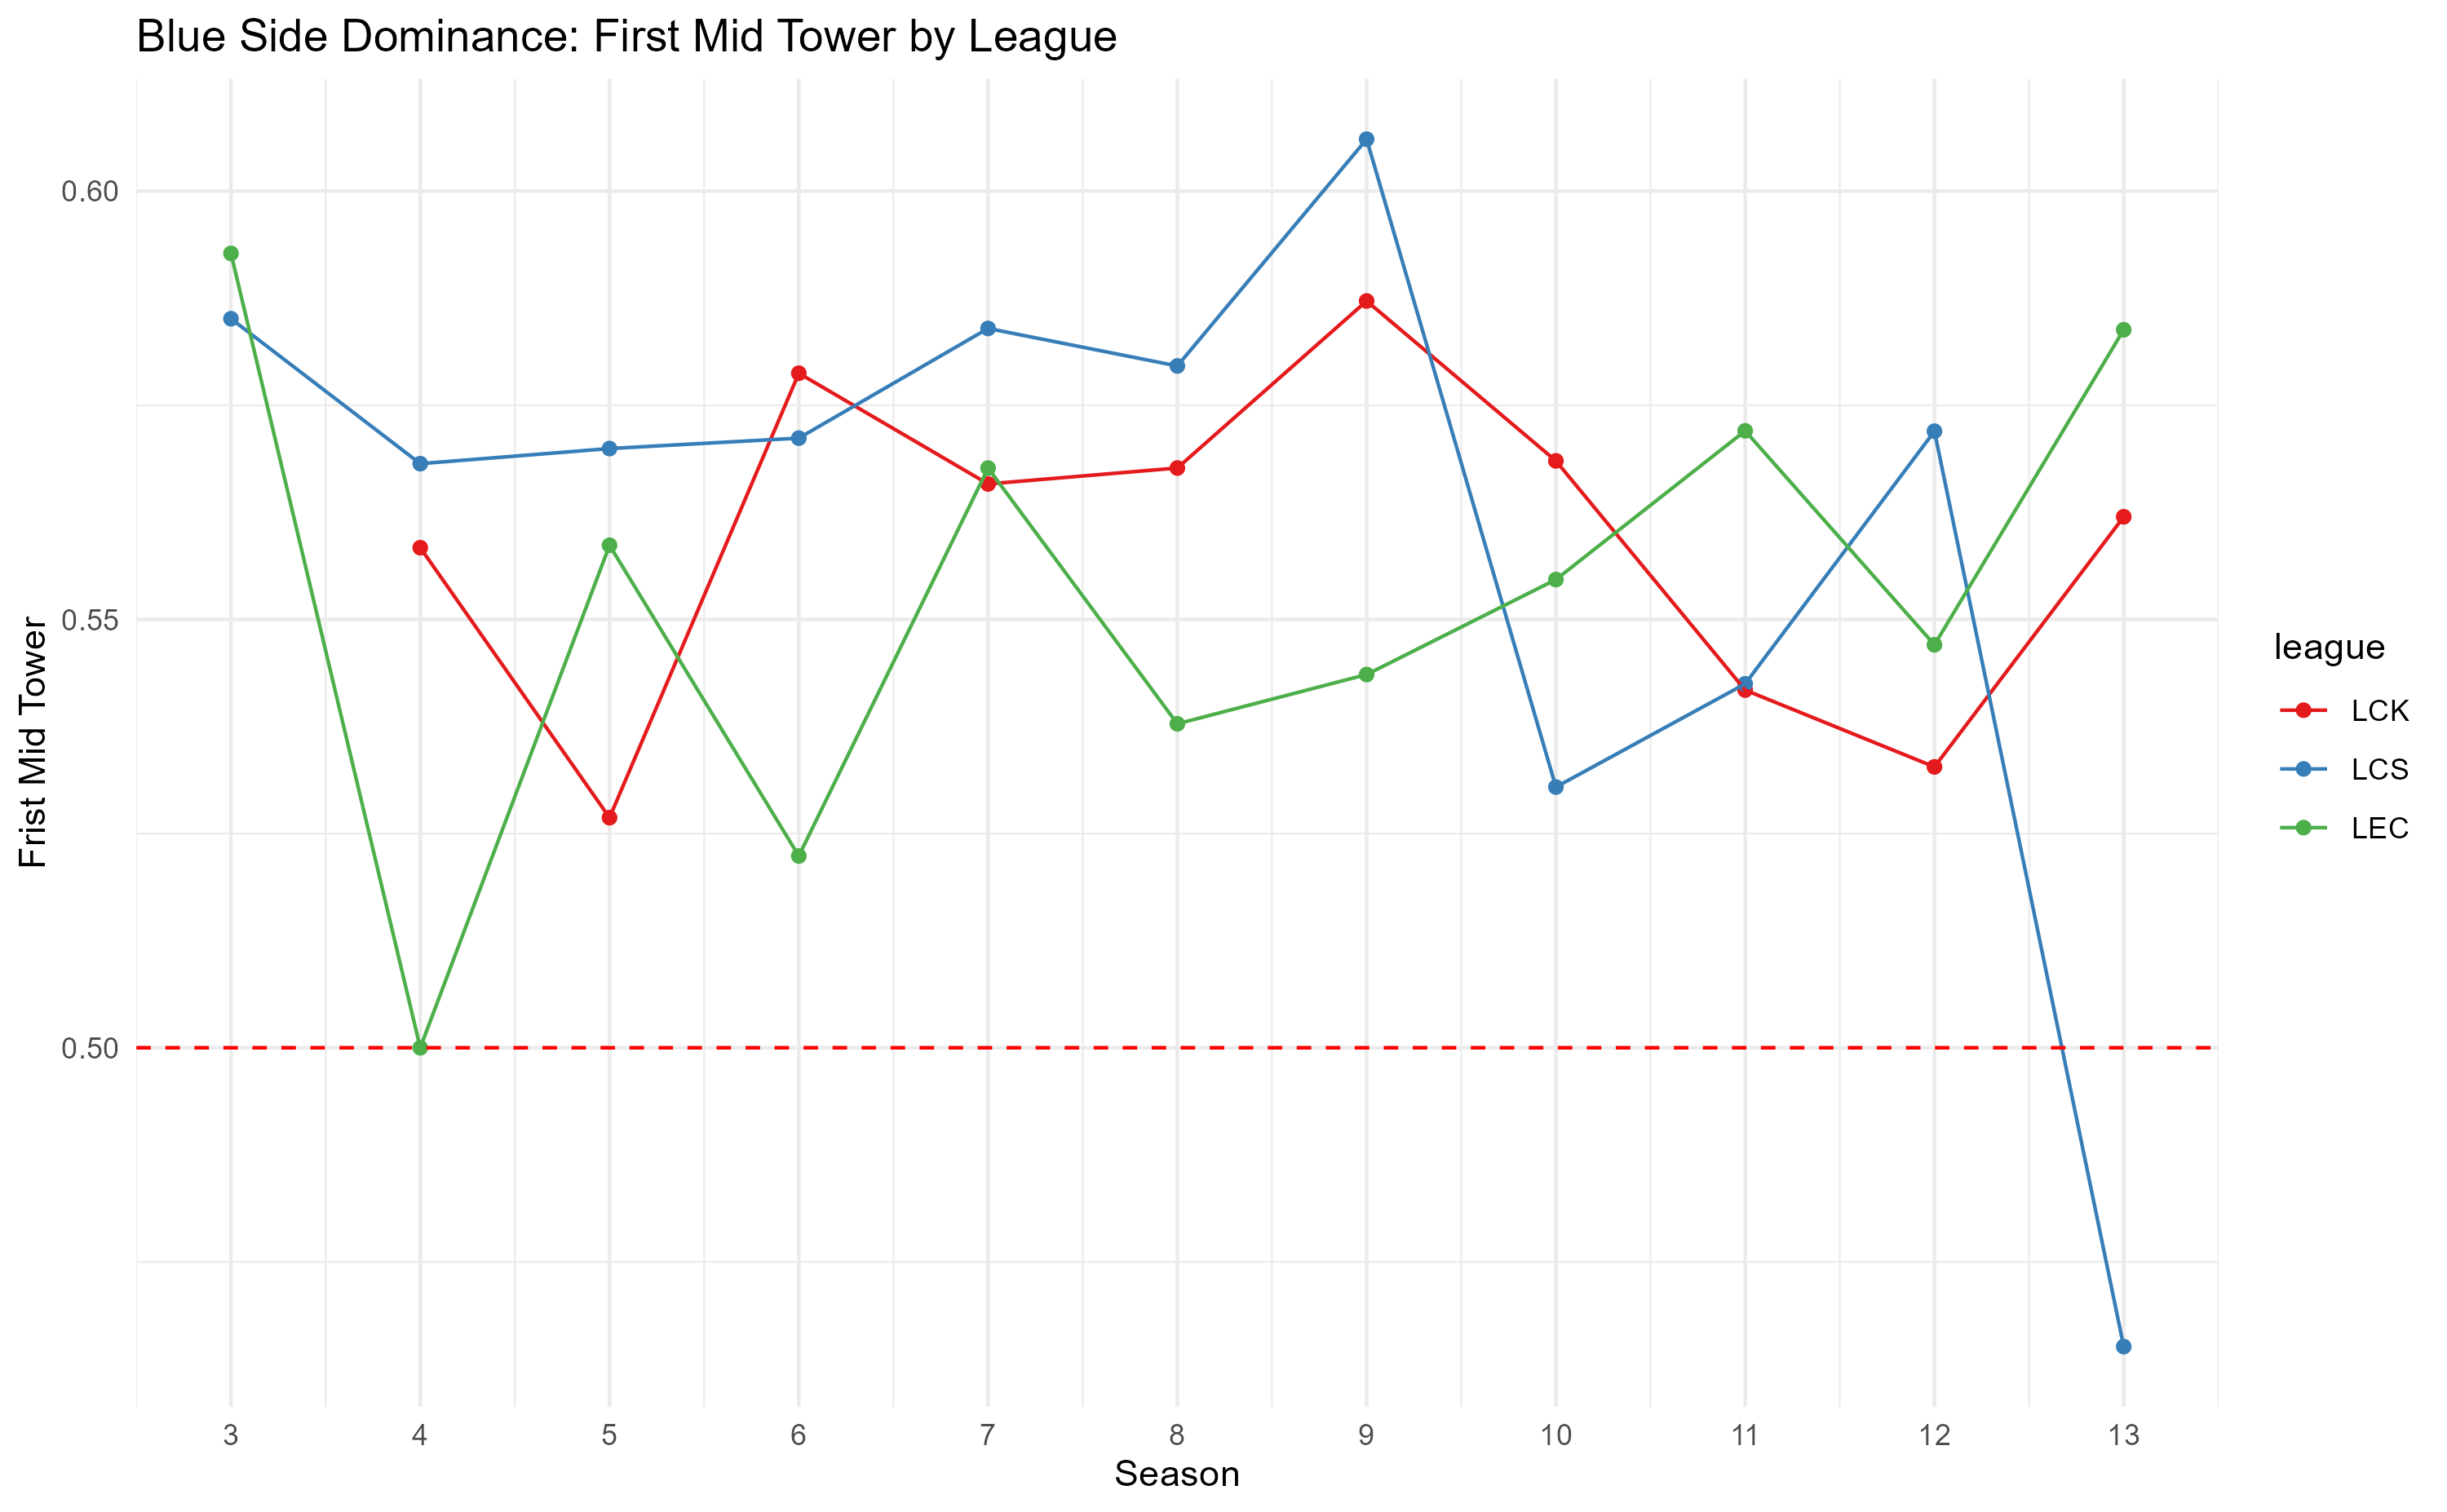 Blue Side Dominance: First Mid Tower by League
Frist Mid Tower
0.60
0.55
0.50
3 4 5 6 7 8 9 10 11 12 13
Season
league
LCK
LCS
LEC